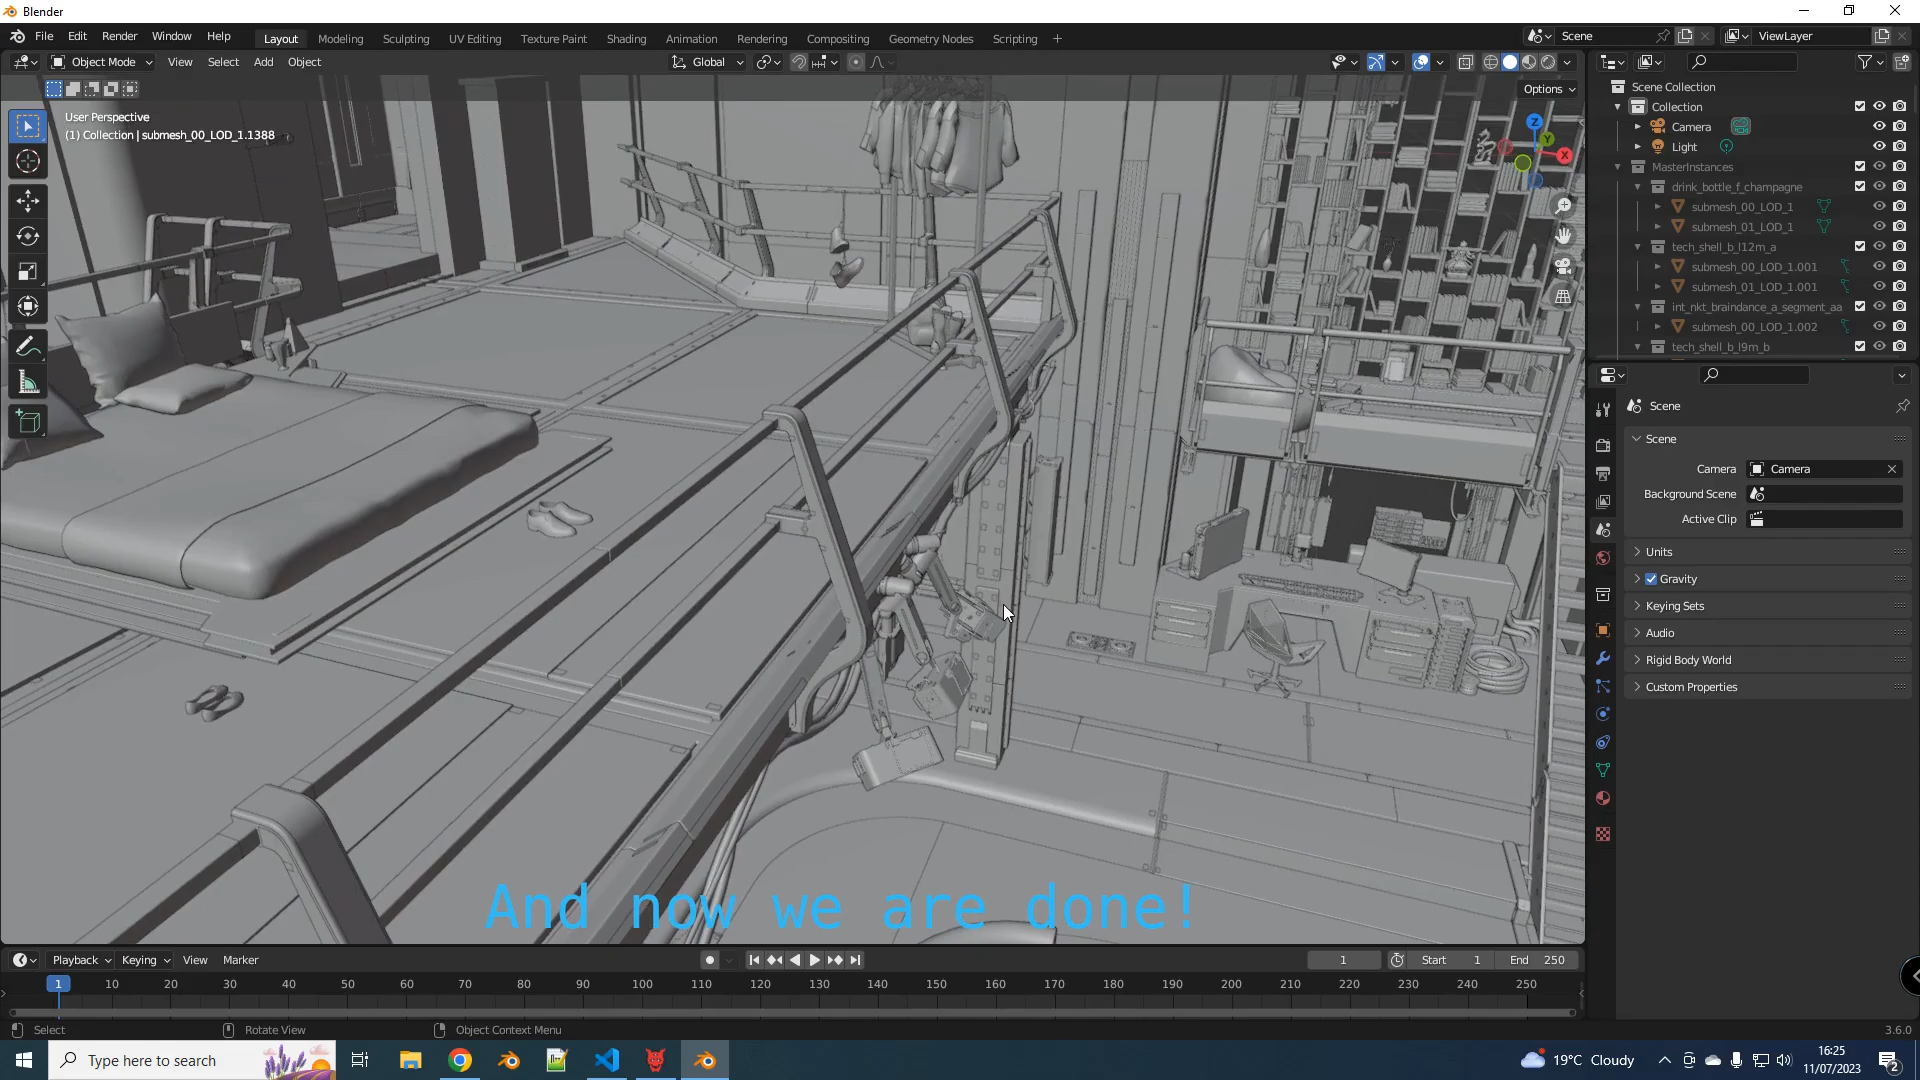 Blender
File Edit Render Window Help
Layout Modeling Sculpting UV Editing Texture Paint Shading Animation Rendering Compositing Geometry Nodes Scripting +
Scene
ViewLayer
Object Mode View Select Add Object
Global
Options
User Perspective
(1) Collection | submesh_00_LOD_1.1388
Z
Y
X
Scene Collection
Collection
Camera
Light
MasterInstances
drink_bottle_f_champagne
submesh_00_LOD_1
submesh_01_LOD_1
tech_shell_b_l12m_a
submesh_00_LOD_1.001
submesh_01_LOD_1.001
int_nkt_braindance_a_segment_aa
submesh_00_LOD_1.002
tech_shell_b_l9m_b
Scene
Scene
Camera Camera
Background Scene
Active Clip
Units
Gravity
Keying Sets
Audio
Rigid Body World
Custom Properties
And now we are done!
Playback Keying View Marker
1 Start 1 End 250
1 10 20 30 40 50 60 70 80 90 100 110 120 130 140 150 160 170 180 190 200 210 220 230 240 250
Select Rotate View Object Context Menu
3.6.0
Type here to search
19°C Cloudy
16:25
11/07/2023
2